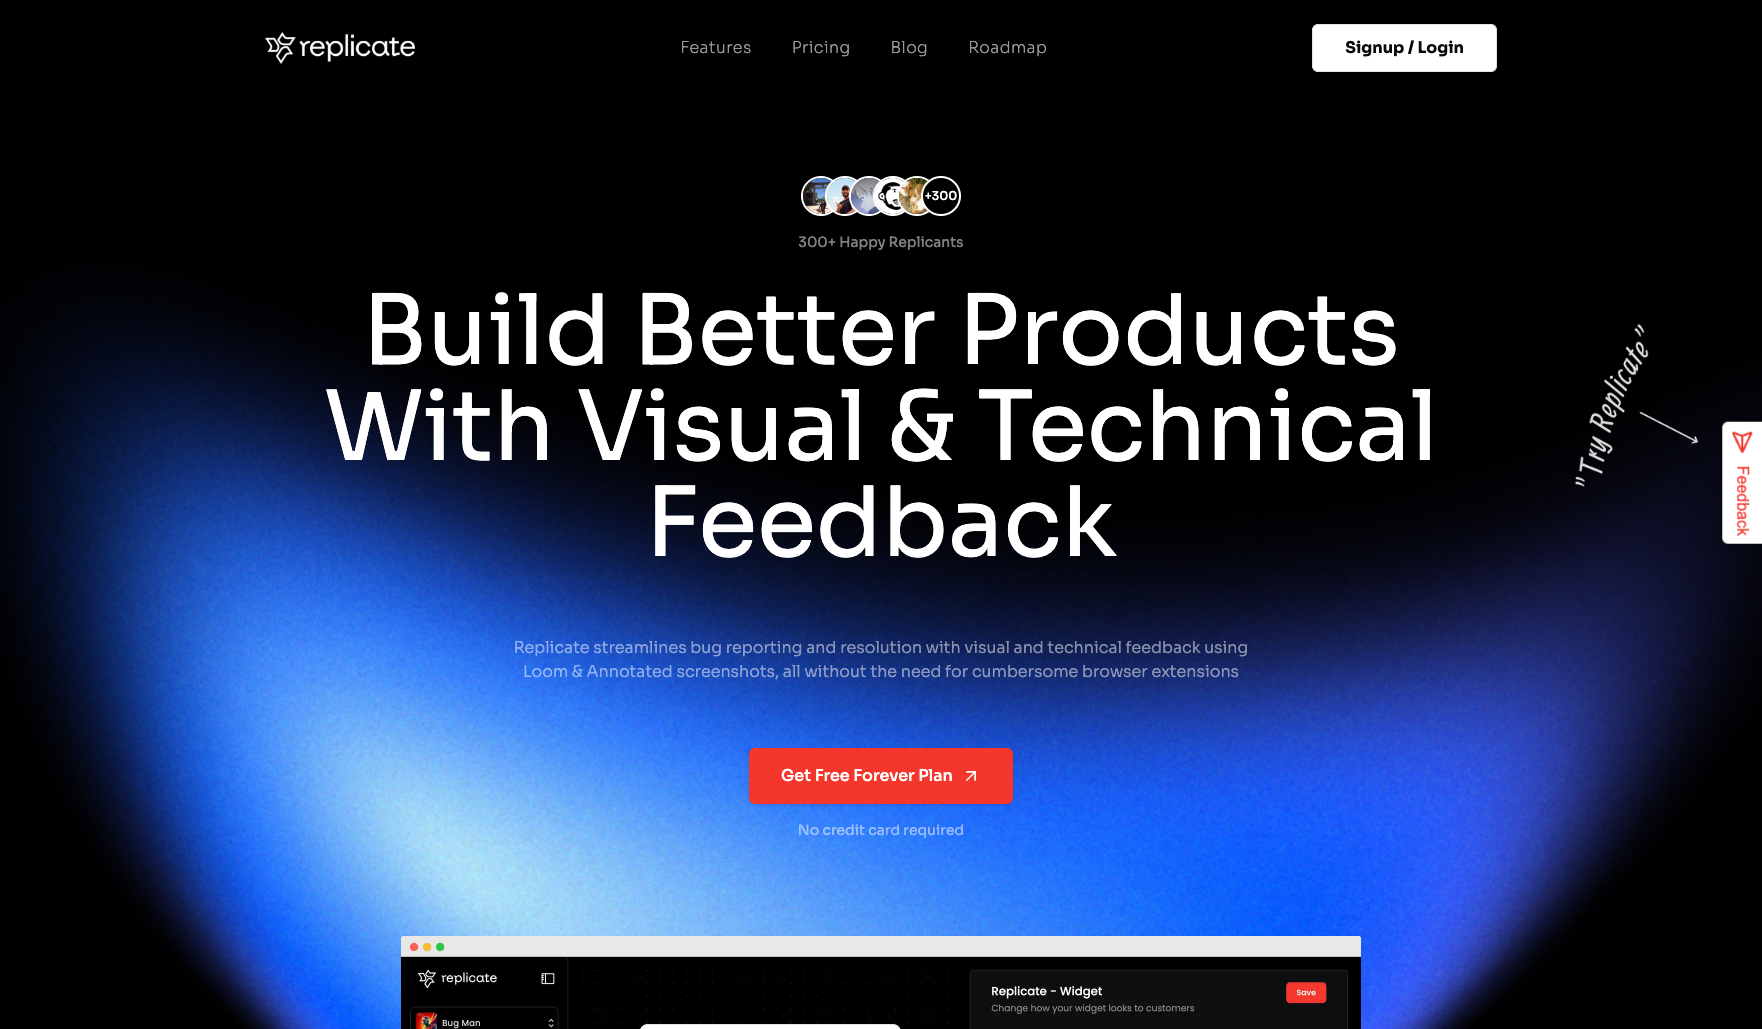 replicate
Features
Pricing
Blog
Roadmap
Signup / Login
+300
300+ Happy Replicants
Build Better Products
With Visual & Technical
Feedback
"Try Replicate"
Feedback
Replicate streamlines bug reporting and resolution with visual and technical feedback using
Loom & Annotated screenshots, all without the need for cumbersome browser extensions
Get Free Forever Plan
No credit card required
replicate
Bug Man
Replicate - Widget
Change how your widget looks to customers
Save